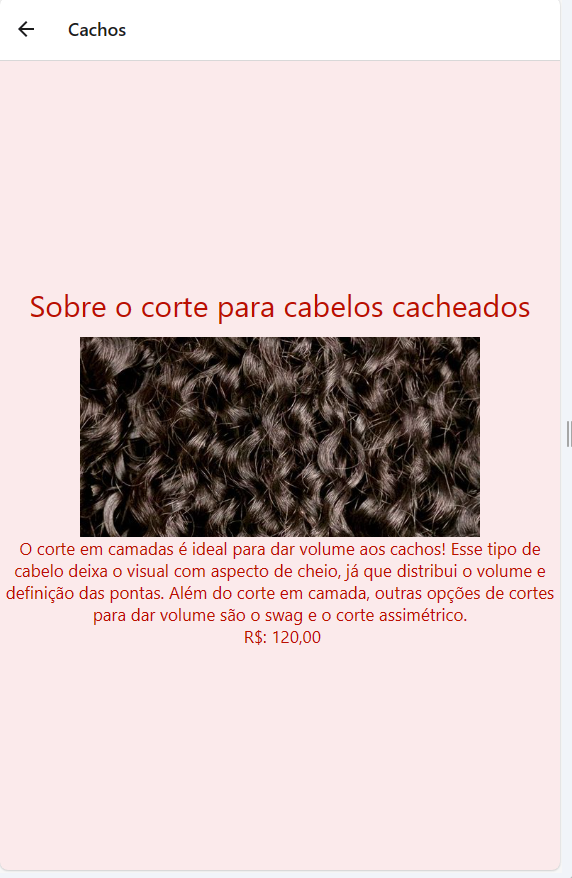 Cachos
Sobre o corte para cabelos cacheados
O corte em camadas é ideal para dar volume aos cachos! Esse tipo de
cabelo deixa o visual com aspecto de cheio, já que distribui o volume e
definição das pontas. Além do corte em camada, outras opções de cortes
para dar volume são o swag e o corte assimétrico.
R$: 120,00